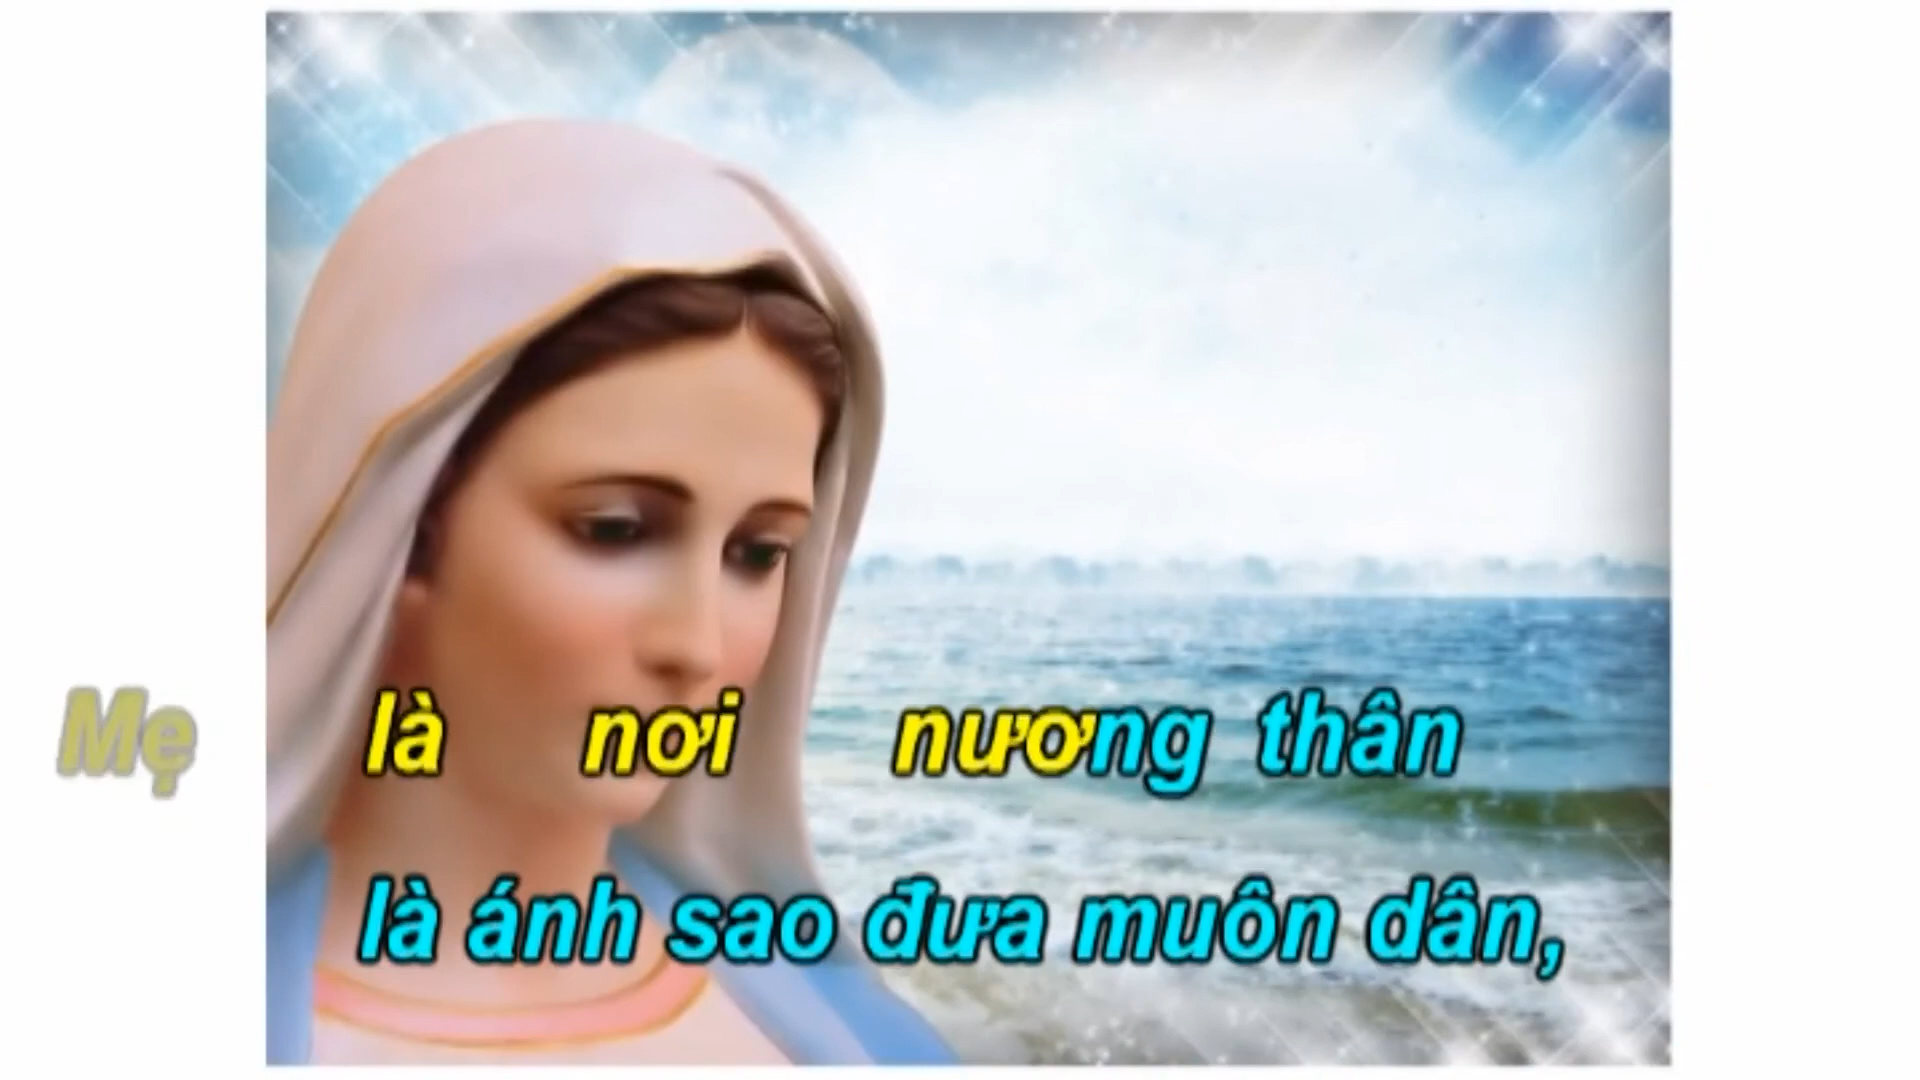 Mẹ là nơi nương thân
là ánh sao đưa muôn dân,